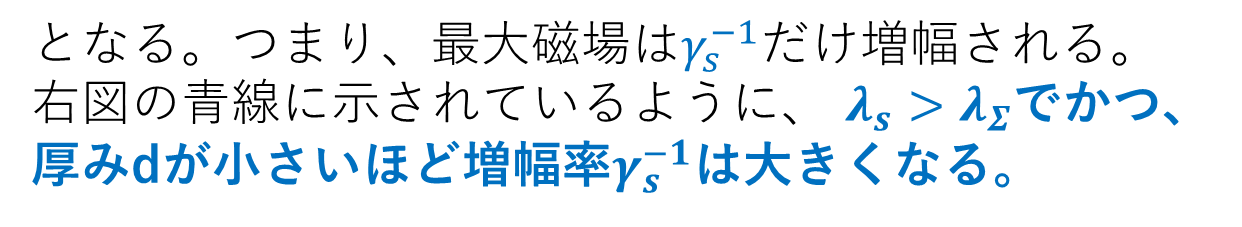 となる。つまり、最大磁場はγₛ⁻¹だけ増幅される。
右図の青線に示されているように、 λₛ > λ_Σでかつ、
厚みdが小さいほど増幅率γₛ⁻¹は大きくなる。